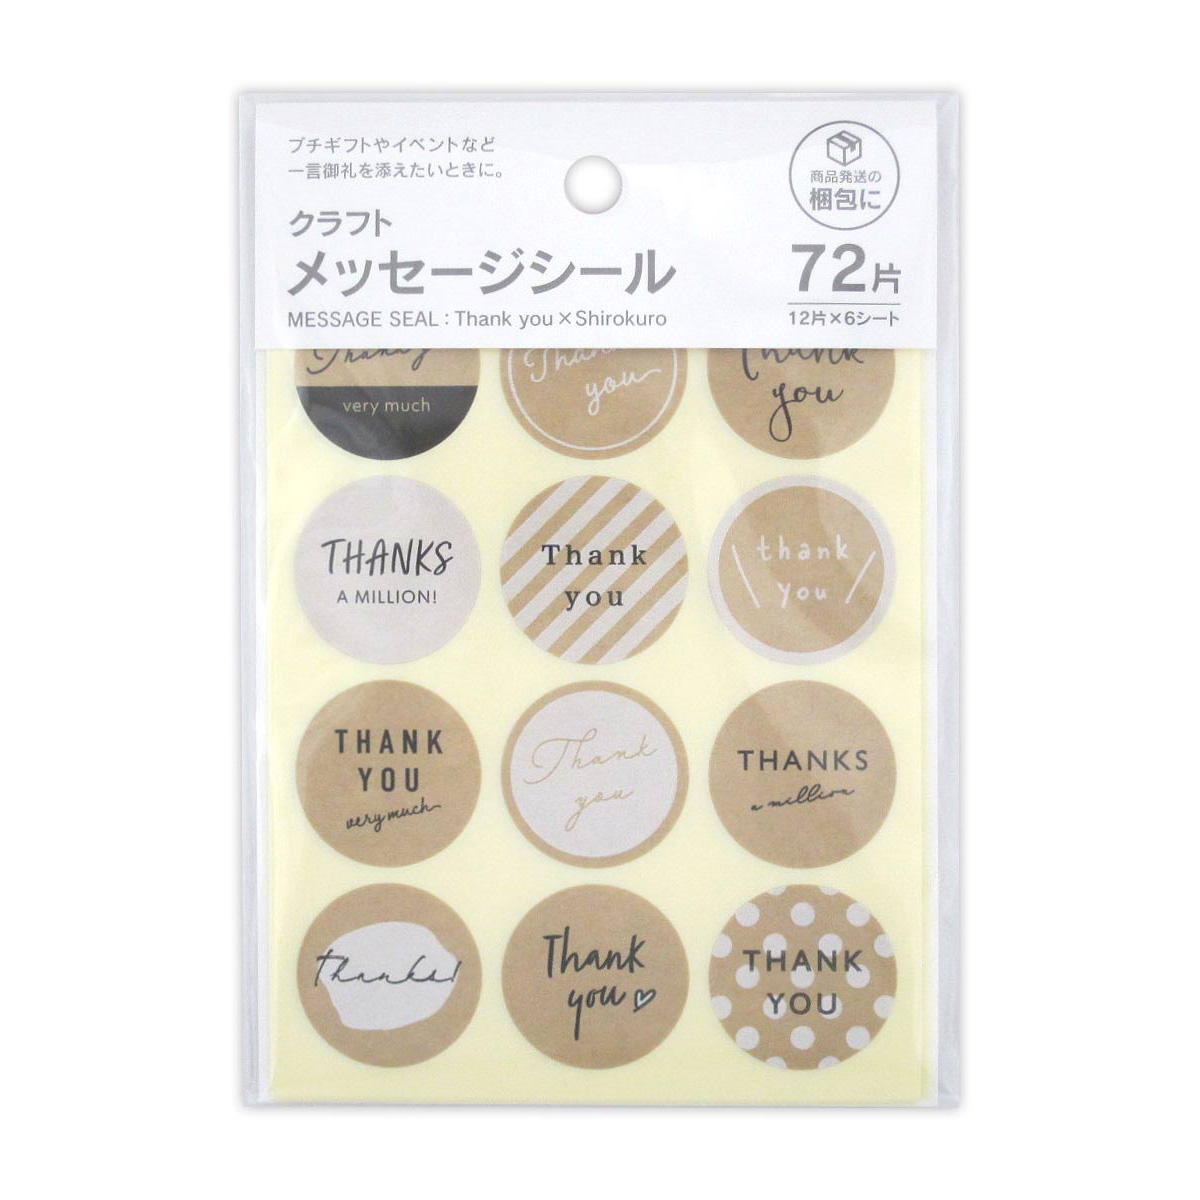 プチギフトやイベントなど
一言御礼を添えたいときに。
クラフト
メッセージシール
MESSAGE SEAL : Thank you×Shirokuro
商品発送の
梱包に
72片
12片×6シート
very much
Thank
you
Thank
you
THANKS
A MILLION!
Thank
you
thank
you
THANK
YOU
very much
Thank
you
THANKS
a million
Thanks!
Thank
you
THANK
YOU